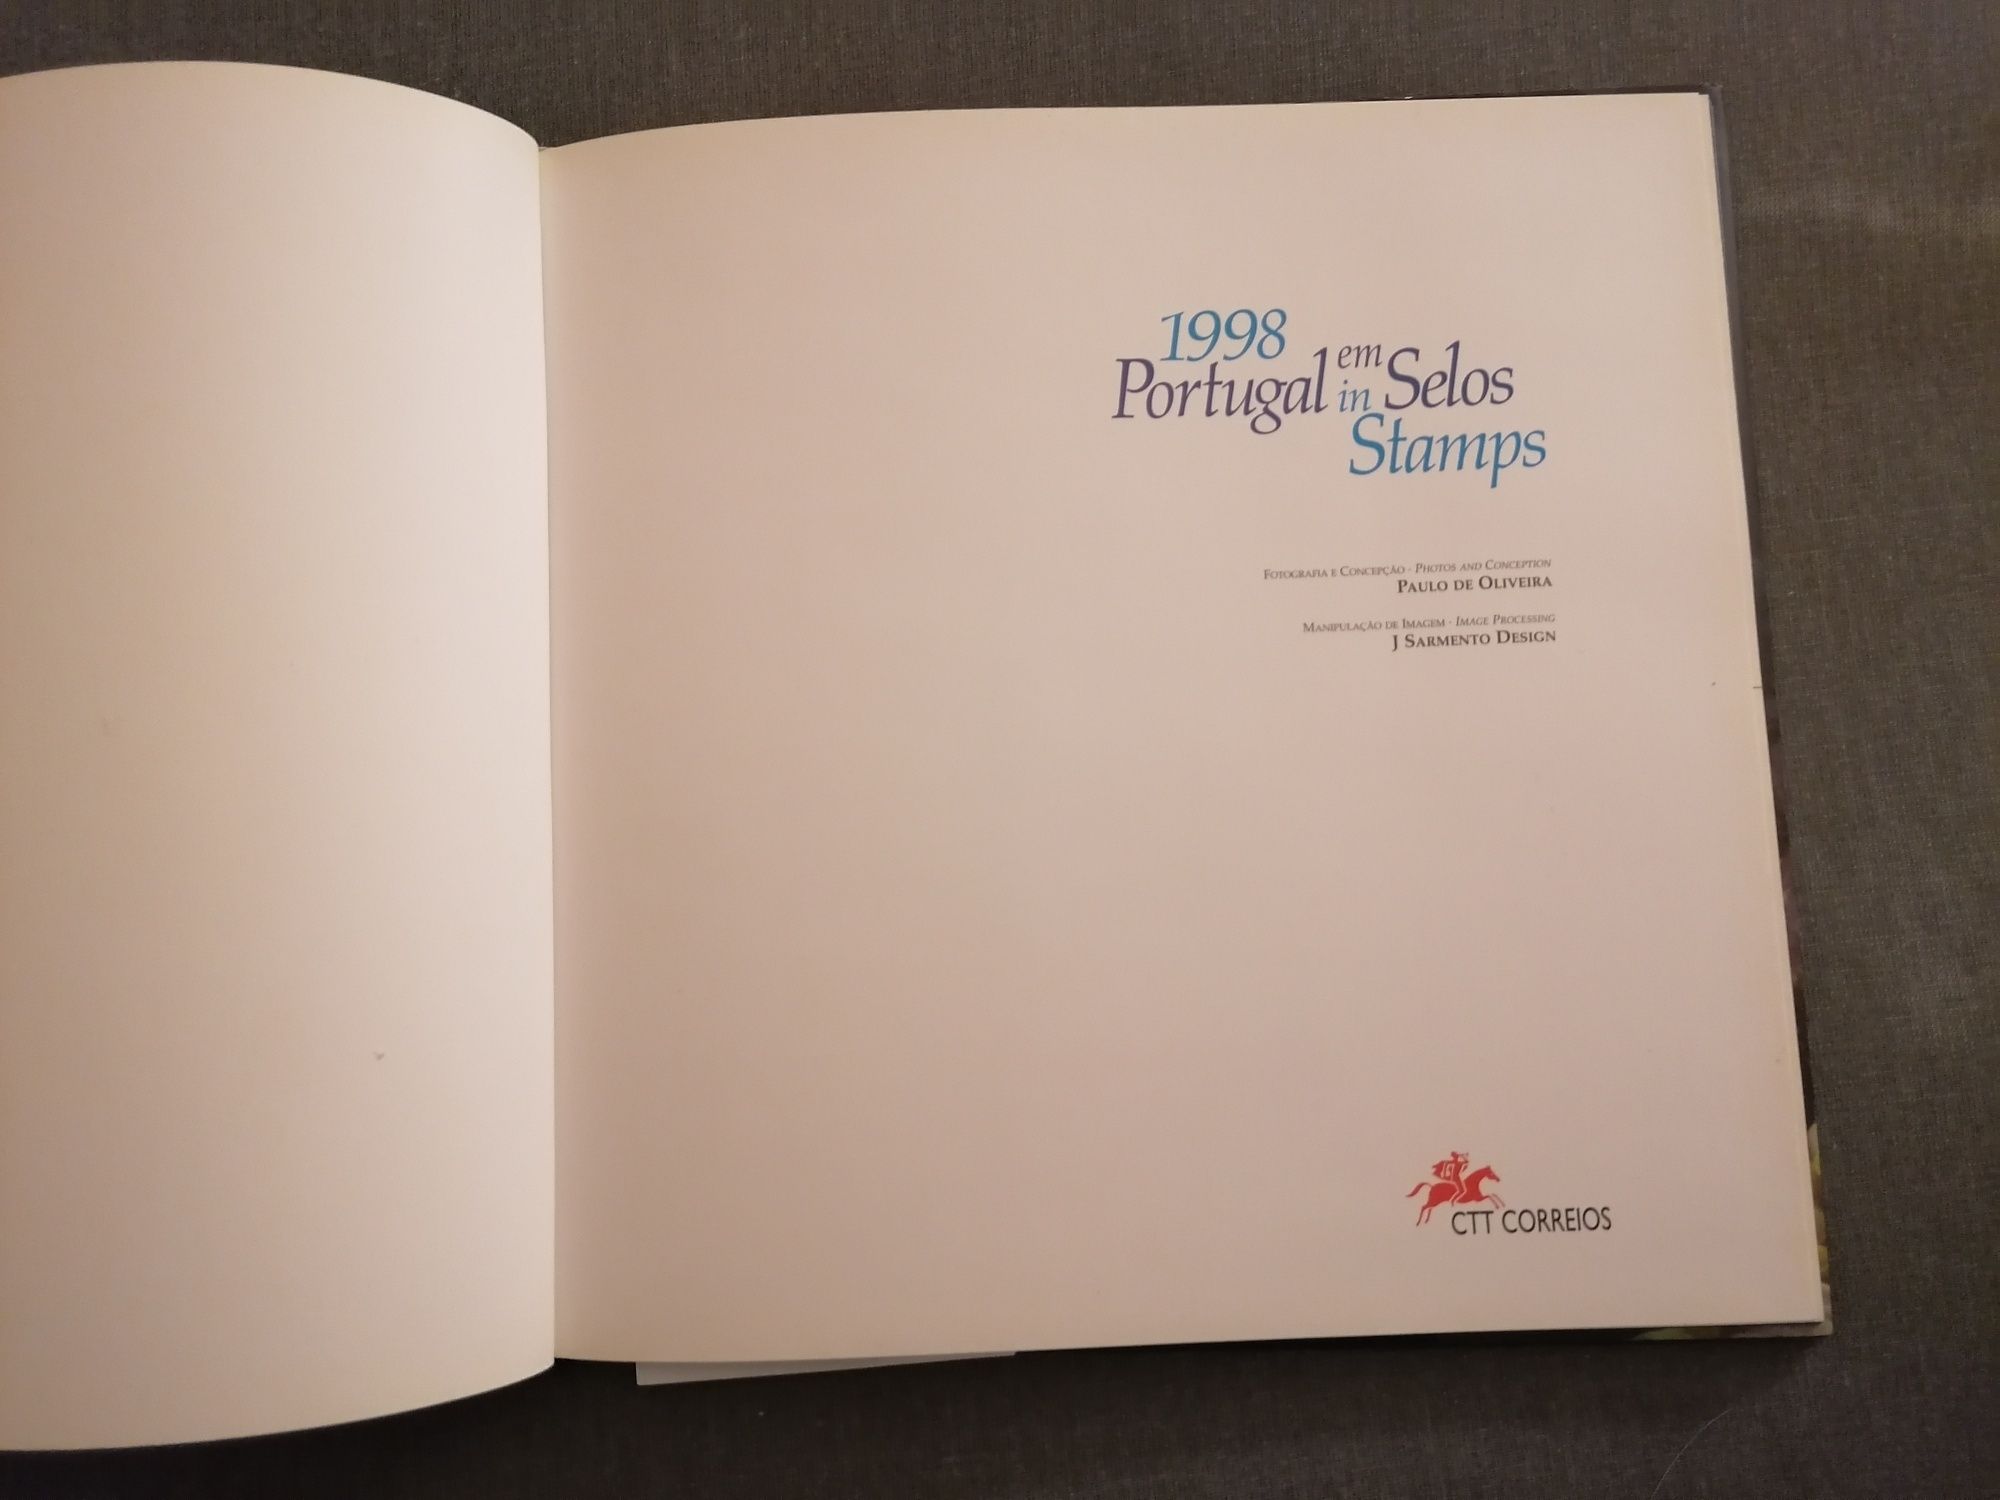 1998
Portugal em Selos
in
Stamps
FOTOGRAFIA E CONCEPÇÃO · PHOTOS AND CONCEPTION
PAULO DE OLIVEIRA
MANIPULAÇÃO DE IMAGEM · IMAGE PROCESSING
J SARMENTO DESIGN
CTT CORREIOS